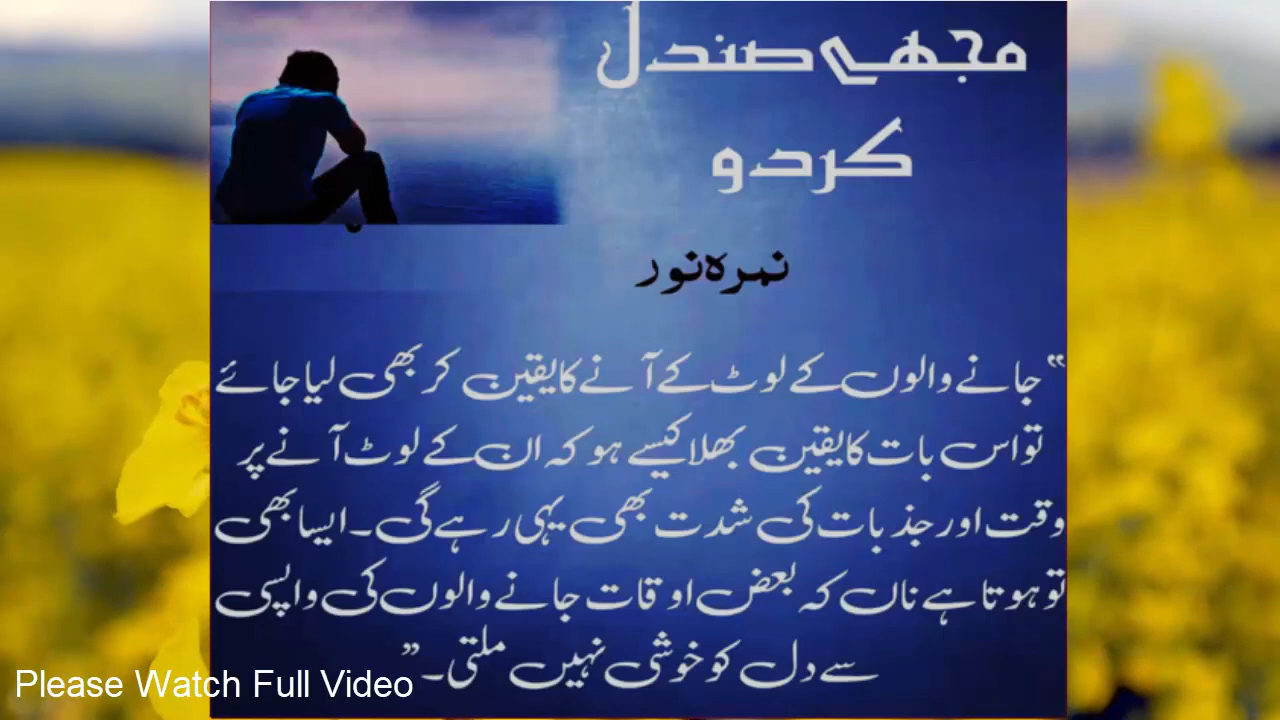 مجھے صندل
کردو
نمرہ نور
“جانے والوں کے لوٹ کے آنے کا یقین کر بھی لیا جائے
تو اس بات کا یقین بھلا کیسے ہو کہ ان کے لوٹ آنے پر
وقت اور جذبات کی شدت بھی یہی رہے گی۔ ایسا بھی
تو ہوتا ہے ناں کہ بعض اوقات جانے والوں کی واپسی
سے دل کو خوشی نہیں ملتی۔”
Please Watch Full Video